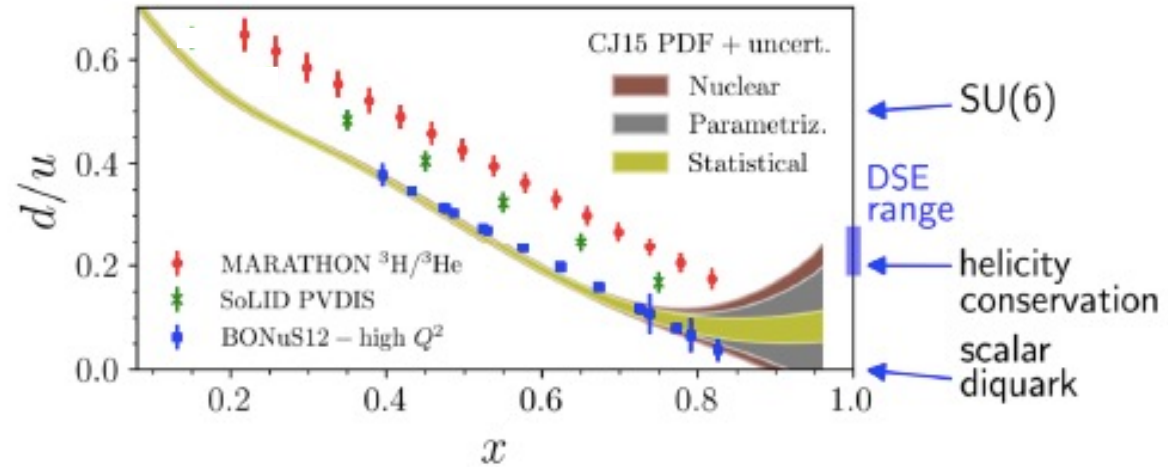 CJ15 PDF + uncert.
Nuclear
Parametriz.
Statistical
MARATHON ³H/³He
SoLID PVDIS
BONuS12 – high Q²
d/u
0.6
0.4
0.2
0.0
0.2
0.4
0.6
0.8
1.0
x
SU(6)
DSE
range
helicity
conservation
scalar
diquark